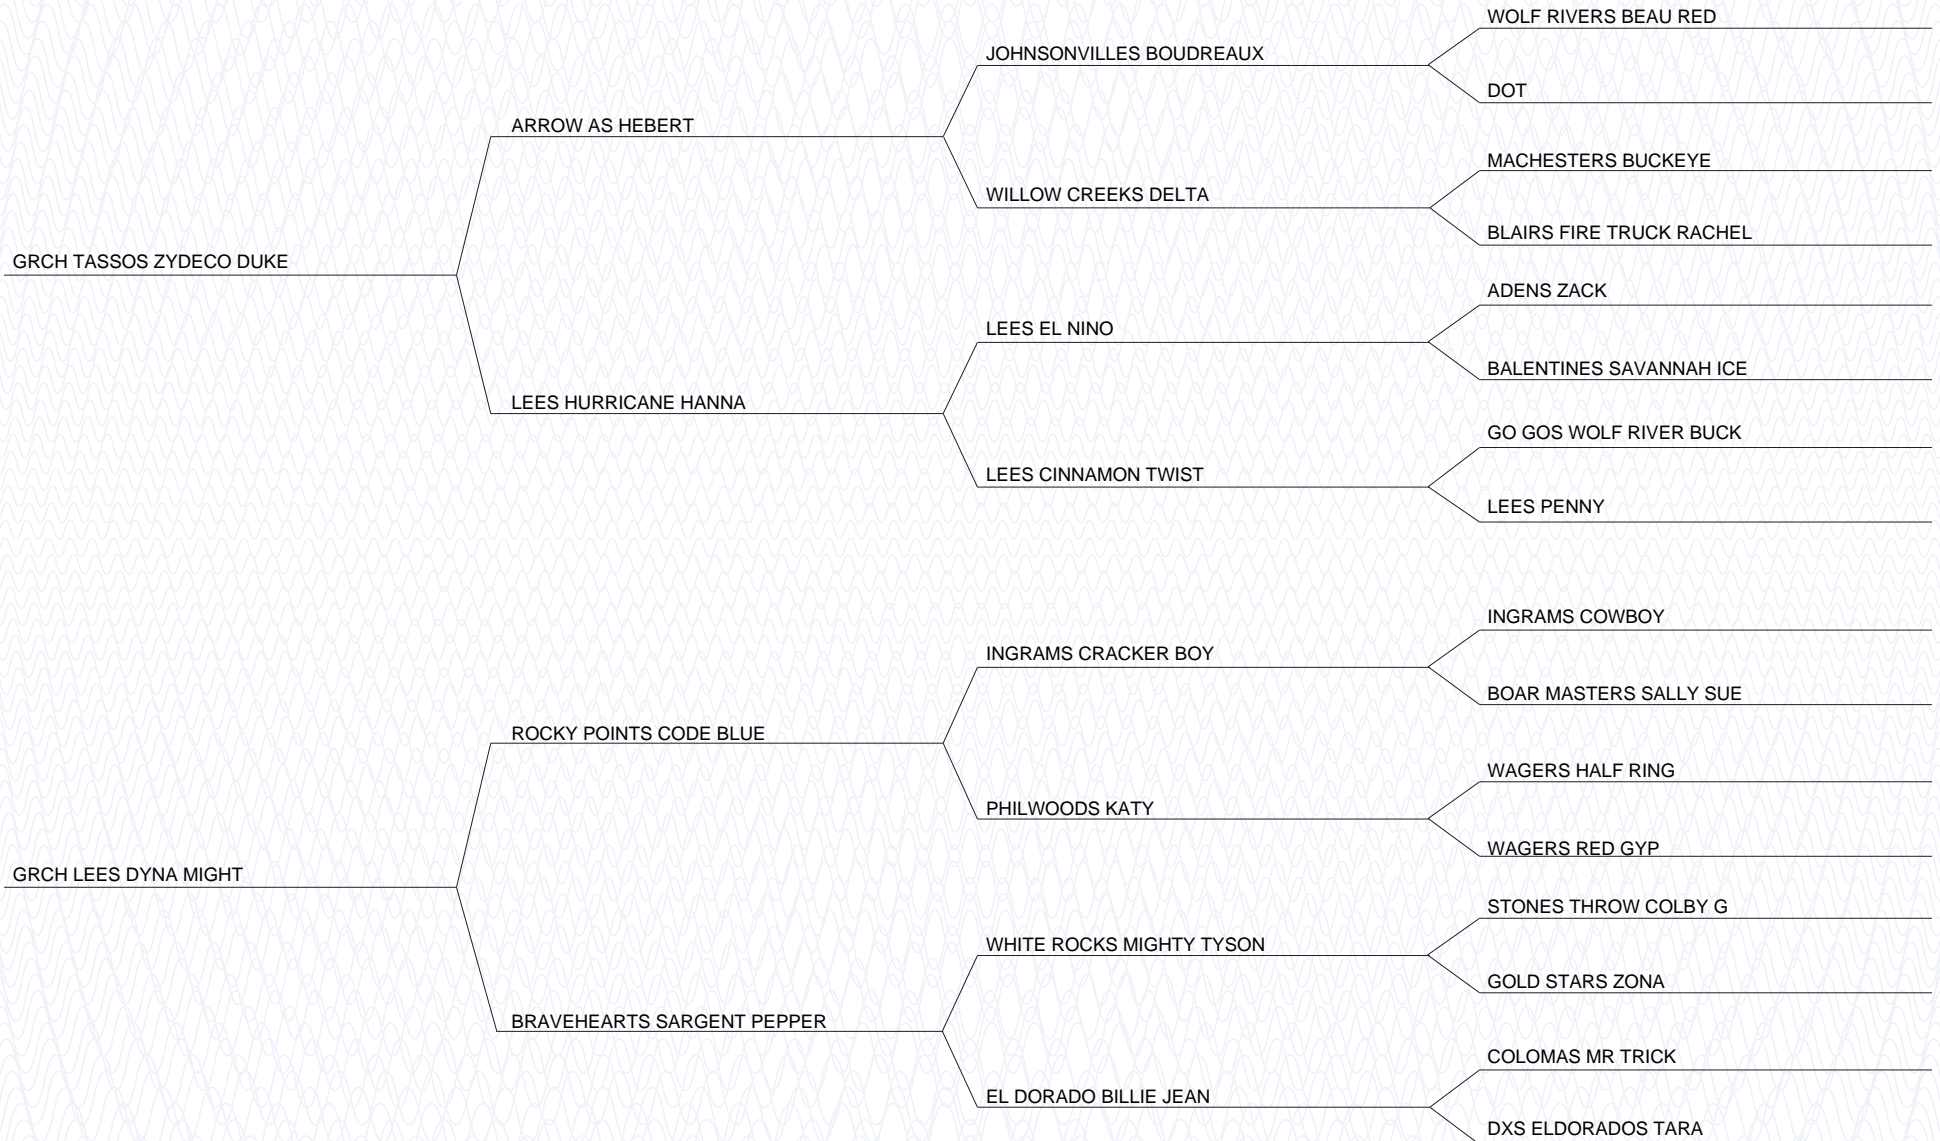 WOLF RIVERS BEAU RED
JOHNSONVILLES BOUDREAUX
DOT
ARROW AS HEBERT
MACHESTERS BUCKEYE
WILLOW CREEKS DELTA
BLAIRS FIRE TRUCK RACHEL
GRCH TASSOS ZYDECO DUKE
ADENS ZACK
LEES EL NINO
BALENTINES SAVANNAH ICE
LEES HURRICANE HANNA
GO GOS WOLF RIVER BUCK
LEES CINNAMON TWIST
LEES PENNY
INGRAMS COWBOY
INGRAMS CRACKER BOY
BOAR MASTERS SALLY SUE
ROCKY POINTS CODE BLUE
WAGERS HALF RING
PHILWOODS KATY
WAGERS RED GYP
GRCH LEES DYNA MIGHT
STONES THROW COLBY G
WHITE ROCKS MIGHTY TYSON
GOLD STARS ZONA
BRAVEHEARTS SARGENT PEPPER
COLOMAS MR TRICK
EL DORADO BILLIE JEAN
DXS ELDORADOS TARA